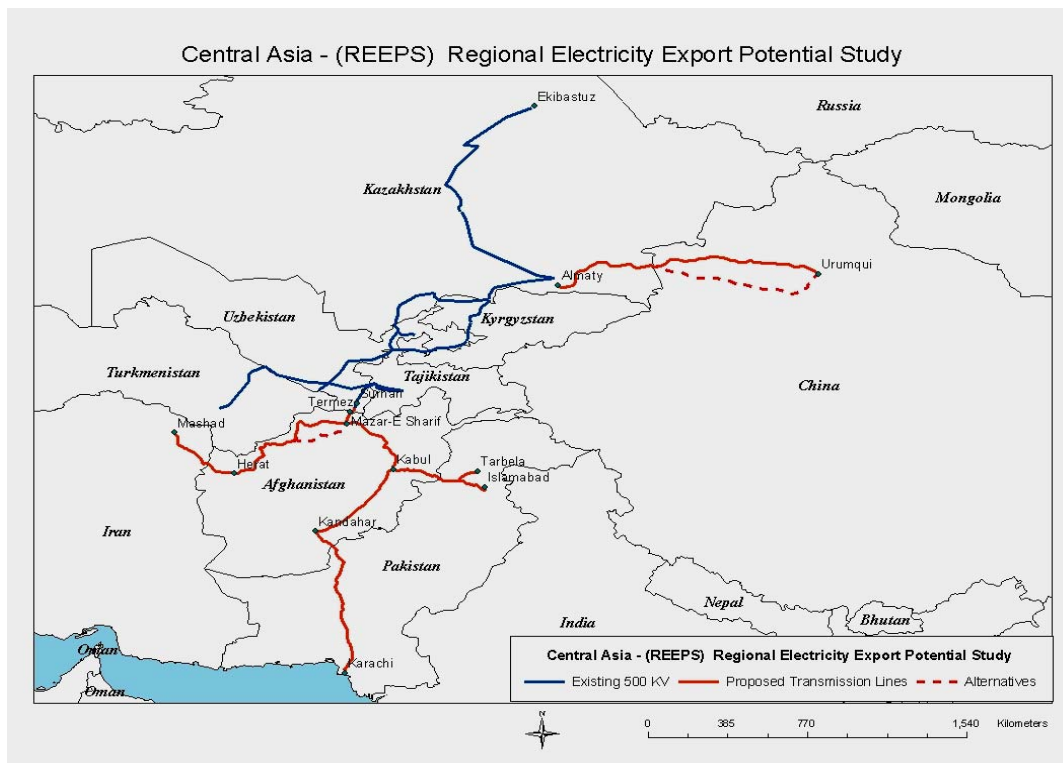 Central Asia - (REEPS) Regional Electricity Export Potential Study
Ekibastuz
Russia
Kazakhstan
Mongolia
Almaty
Urumqui
Uzbekistan
Kyrgyzstan
Turkmenistan
Tajikistan
China
Surhan
Termez
Mashad
Mazar-E Sharif
Herat
Kabul
Tarbela
Islamabad
Afghanistan
Kandahar
Iran
Pakistan
Nepal
Bhutan
India
Oman
Karachi
Oman
Central Asia - (REEPS) Regional Electricity Export Potential Study
Existing 500 KV Proposed Transmission Lines Alternatives
N
0 385 770 1,540 Kilometers